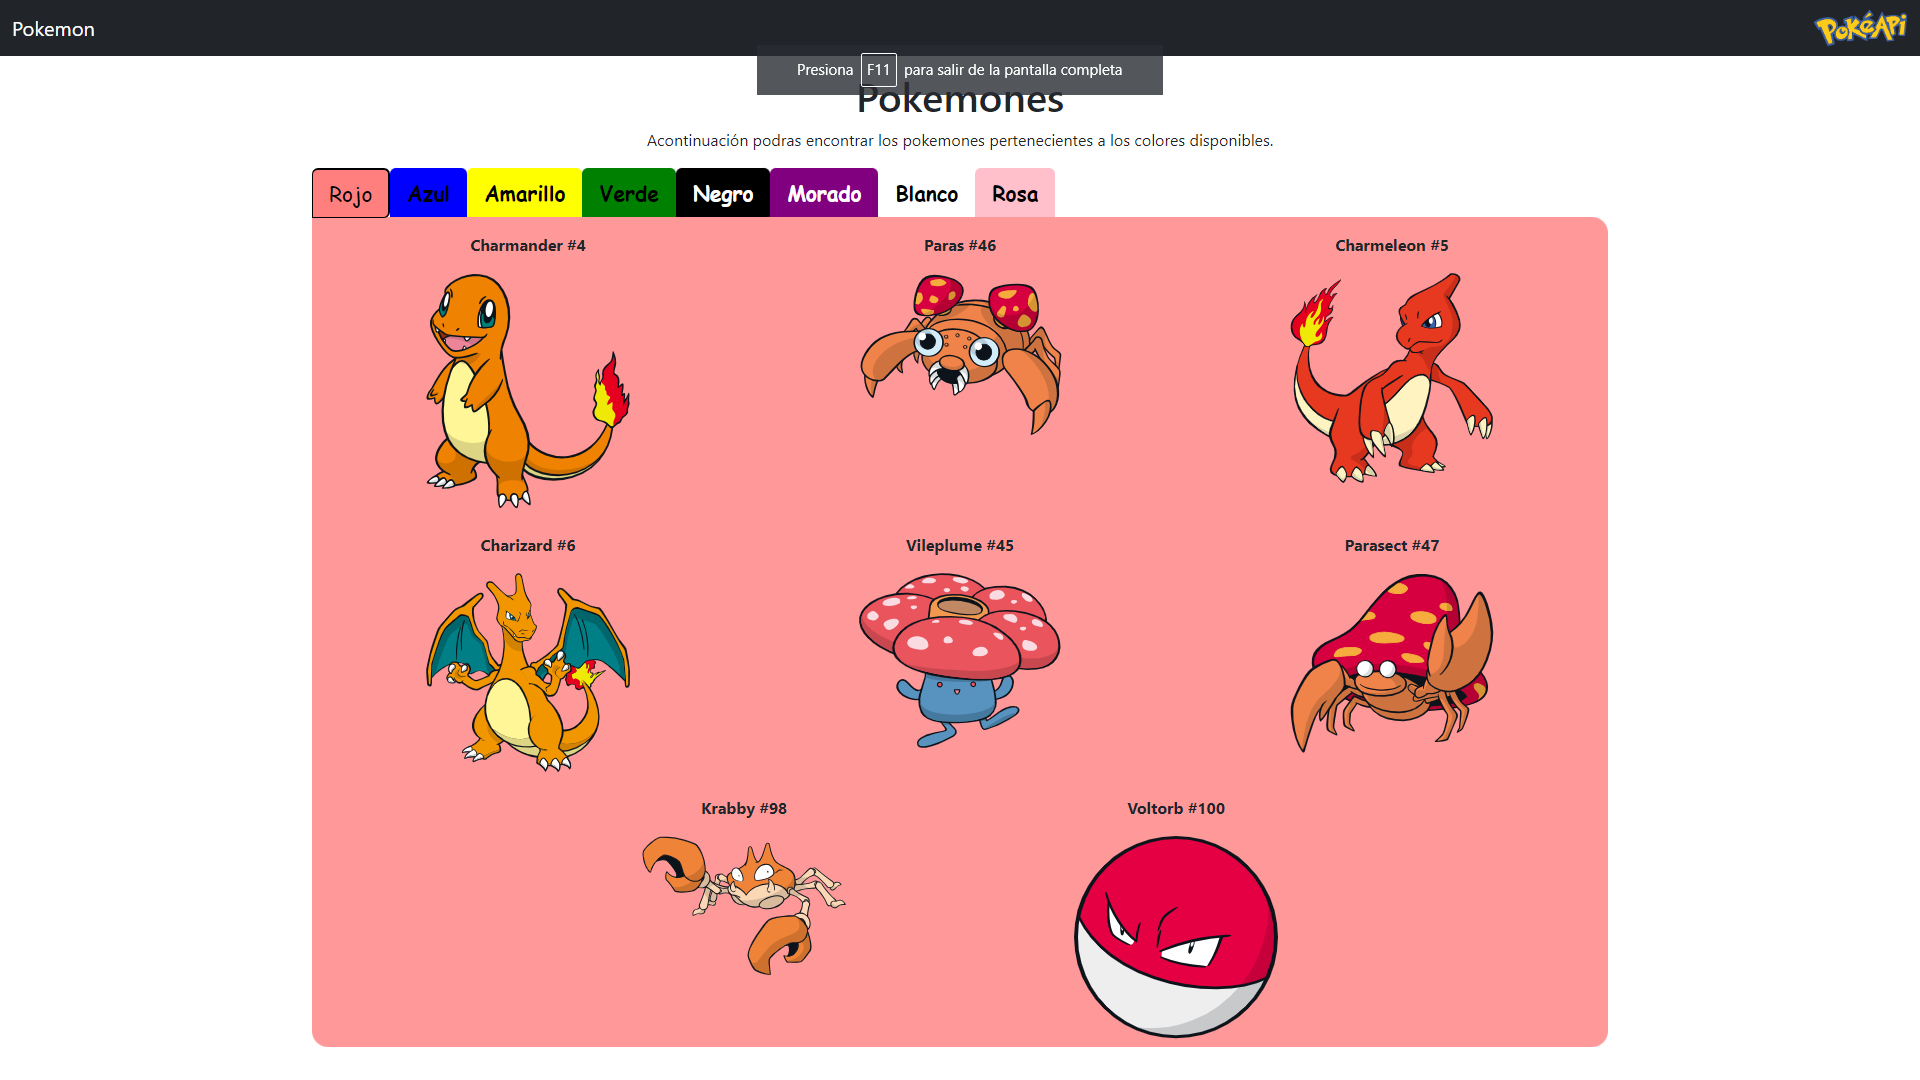 Pokemon
PokéApi
Presiona F11 para salir de la pantalla completa
Pokemones
Acontinuación podras encontrar los pokemones pertenecientes a los colores disponibles.
Rojo Azul Amarillo Verde Negro Morado Blanco Rosa
Charmander #4 Paras #46 Charmeleon #5
Charizard #6 Vileplume #45 Parasect #47
Krabby #98 Voltorb #100